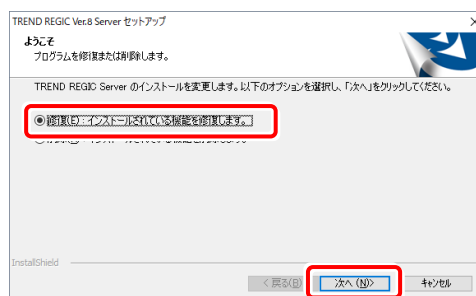 TREND REGIC Ver.8 Server セットアップ
ようこそ
プログラムを修復または削除します。
TREND REGIC Server のインストールを変更します。以下のオプションを選択し、「次へ」をクリックしてください。
修復(E) : インストールされている機能を修復します。
InstallShield
< 戻る(B) 次へ (N)> キャンセル